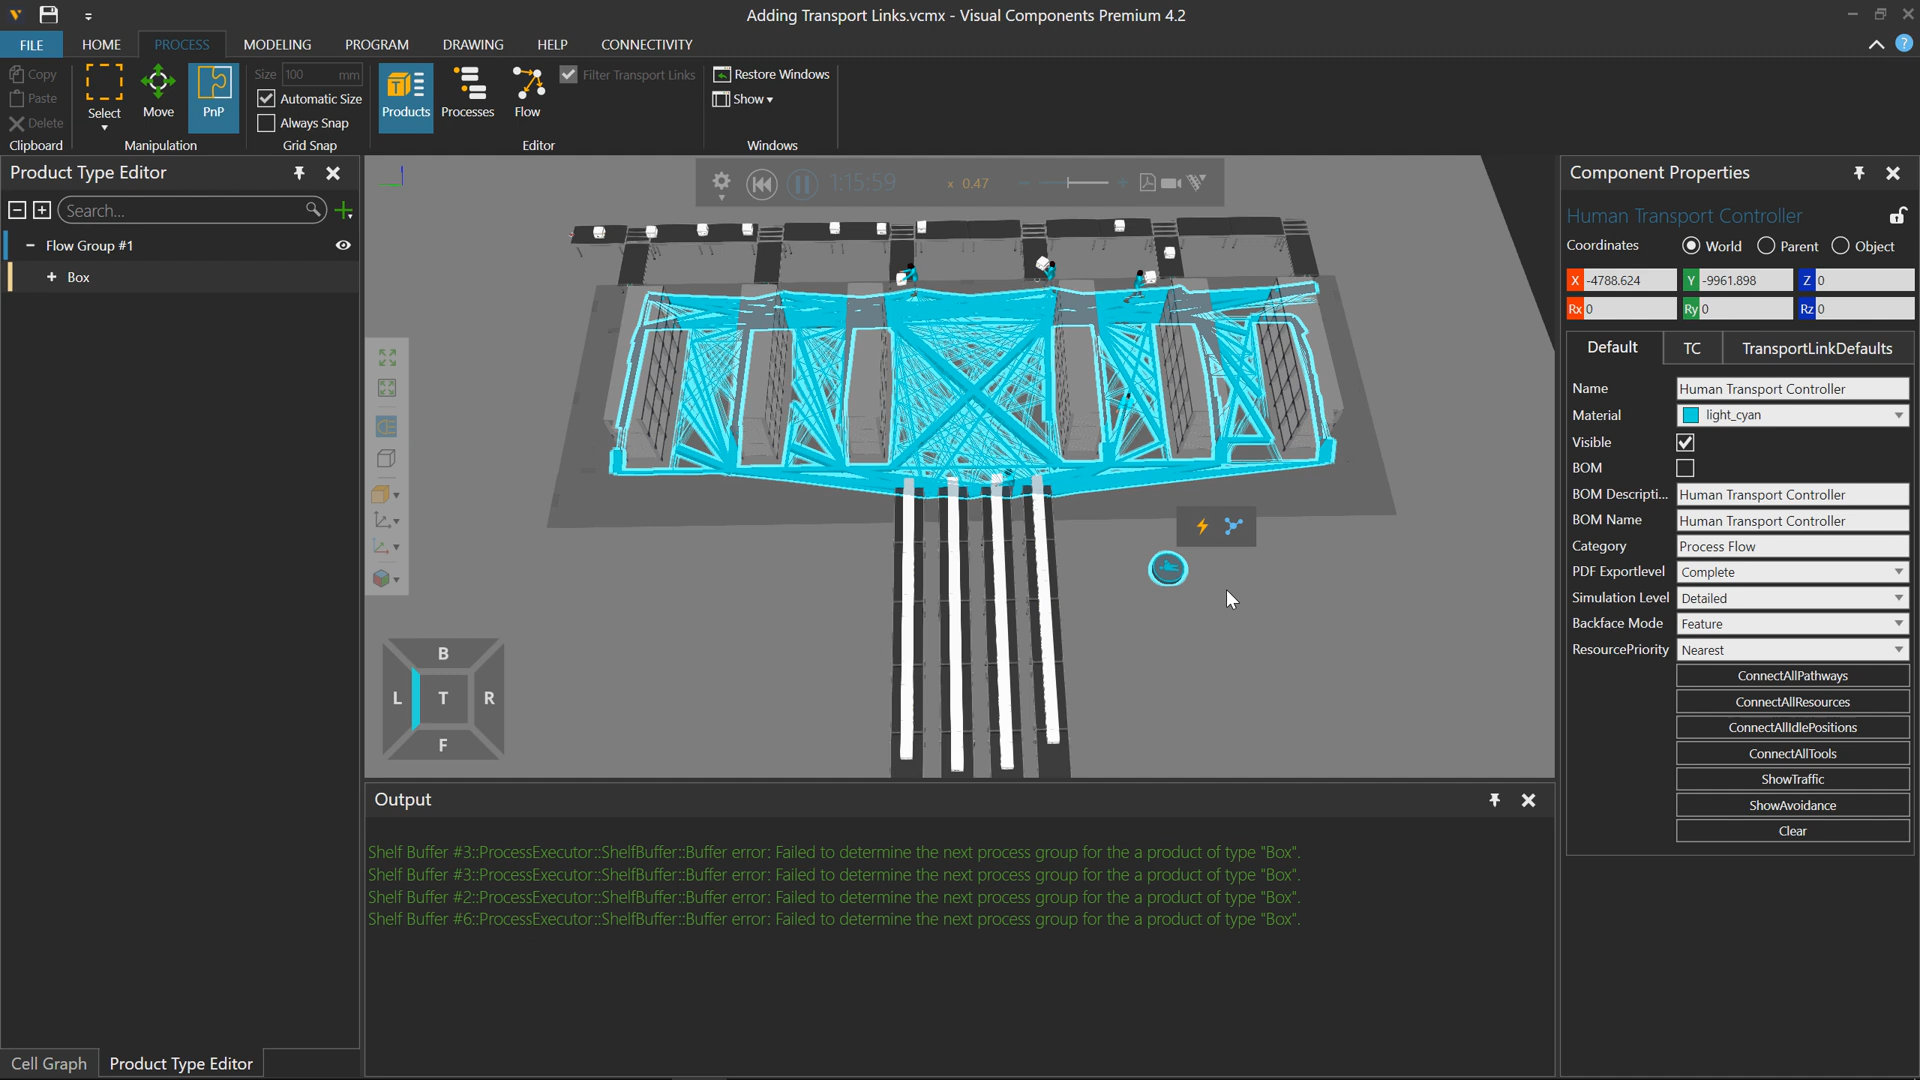 Adding Transport Links.vcmx - Visual Components Premium 4.2
FILE
HOME
PROCESS
MODELING
PROGRAM
DRAWING
HELP
CONNECTIVITY
Copy
Paste
Delete
Clipboard
Select
Move
PnP
Manipulation
Size 100 mm
Automatic Size
Always Snap
Grid Snap
Products
Processes
Flow
Filter Transport Links
Editor
Restore Windows
Show
Windows
Product Type Editor
Search...
Flow Group #1
Box
1:15:59
x 0.47
B
L
T
R
F
Output
Shelf Buffer #3::ProcessExecutor::ShelfBuffer::Buffer error: Failed to determine the next process group for the a product of type "Box".
Shelf Buffer #3::ProcessExecutor::ShelfBuffer::Buffer error: Failed to determine the next process group for the a product of type "Box".
Shelf Buffer #2::ProcessExecutor::ShelfBuffer::Buffer error: Failed to determine the next process group for the a product of type "Box".
Shelf Buffer #6::ProcessExecutor::ShelfBuffer::Buffer error: Failed to determine the next process group for the a product of type "Box".
Cell Graph
Product Type Editor
Component Properties
Human Transport Controller
Coordinates World Parent Object
X -4788.624 Y -9961.898 Z 0
Rx 0 Ry 0 Rz 0
Default TC TransportLinkDefaults
Name Human Transport Controller
Material light_cyan
Visible
BOM
BOM Descripti... Human Transport Controller
BOM Name Human Transport Controller
Category Process Flow
PDF Exportlevel Complete
Simulation Level Detailed
Backface Mode Feature
ResourcePriority Nearest
ConnectAllPathways
ConnectAllResources
ConnectAllIdlePositions
ConnectAllTools
ShowTraffic
ShowAvoidance
Clear